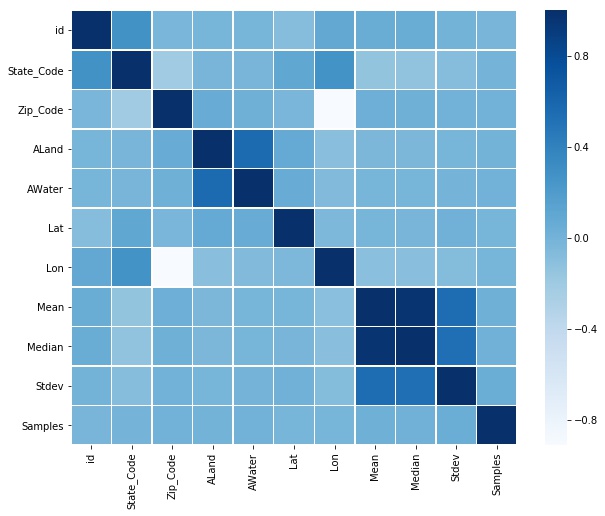 id
State_Code
Zip_Code
ALand
AWater
Lat
Lon
Mean
Median
Stdev
Samples
id
State_Code
Zip_Code
ALand
AWater
Lat
Lon
Mean
Median
Stdev
Samples
0.8
0.4
0.0
−0.4
−0.8